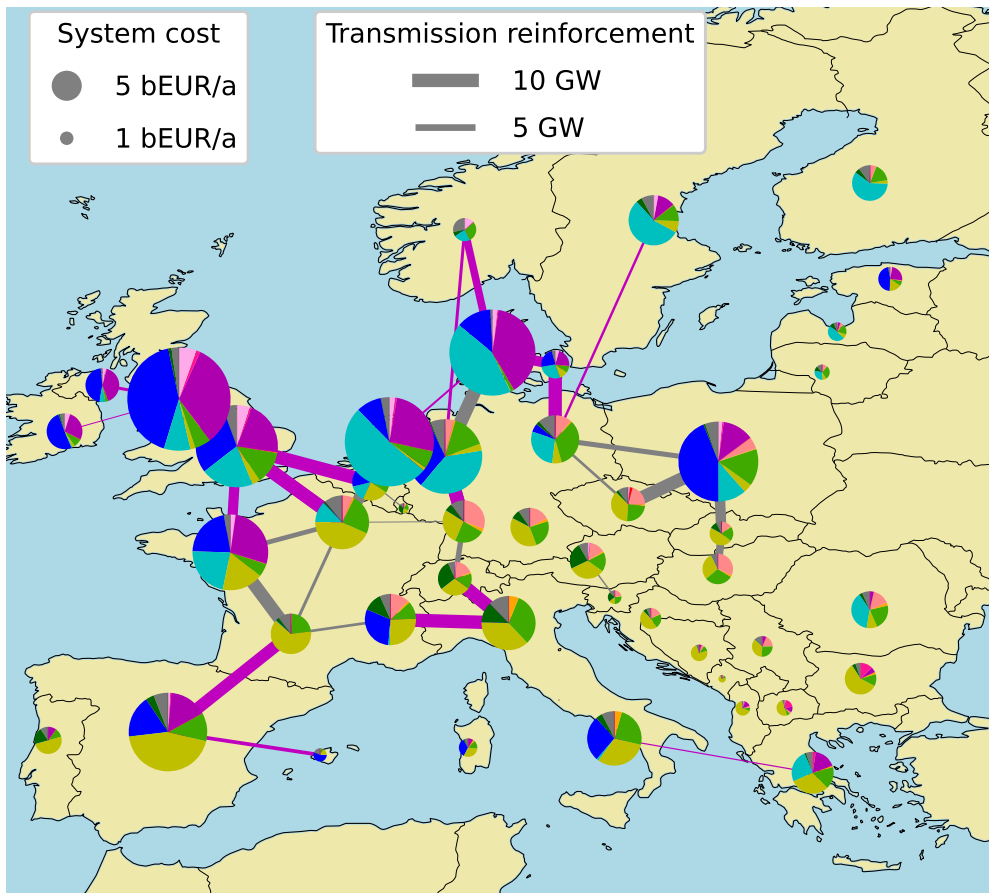 System cost
5 bEUR/a
1 bEUR/a
Transmission reinforcement
10 GW
5 GW